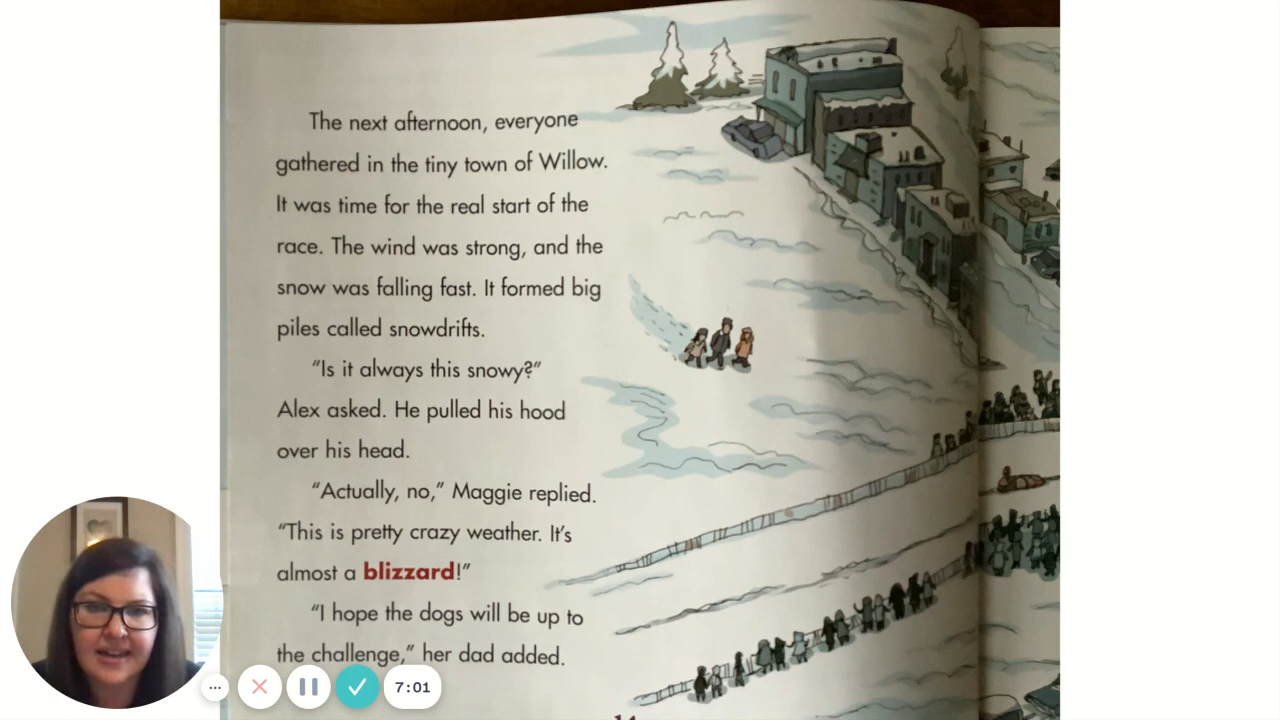 The next afternoon, everyone
gathered in the tiny town of Willow.
It was time for the real start of the
race. The wind was strong, and the
snow was falling fast. It formed big
piles called snowdrifts.
“Is it always this snowy?”
Alex asked. He pulled his hood
over his head.
“Actually, no,” Maggie replied.
“This is pretty crazy weather. It’s
almost a blizzard!”
“I hope the dogs will be up to
the challenge,” her dad added.
7:01